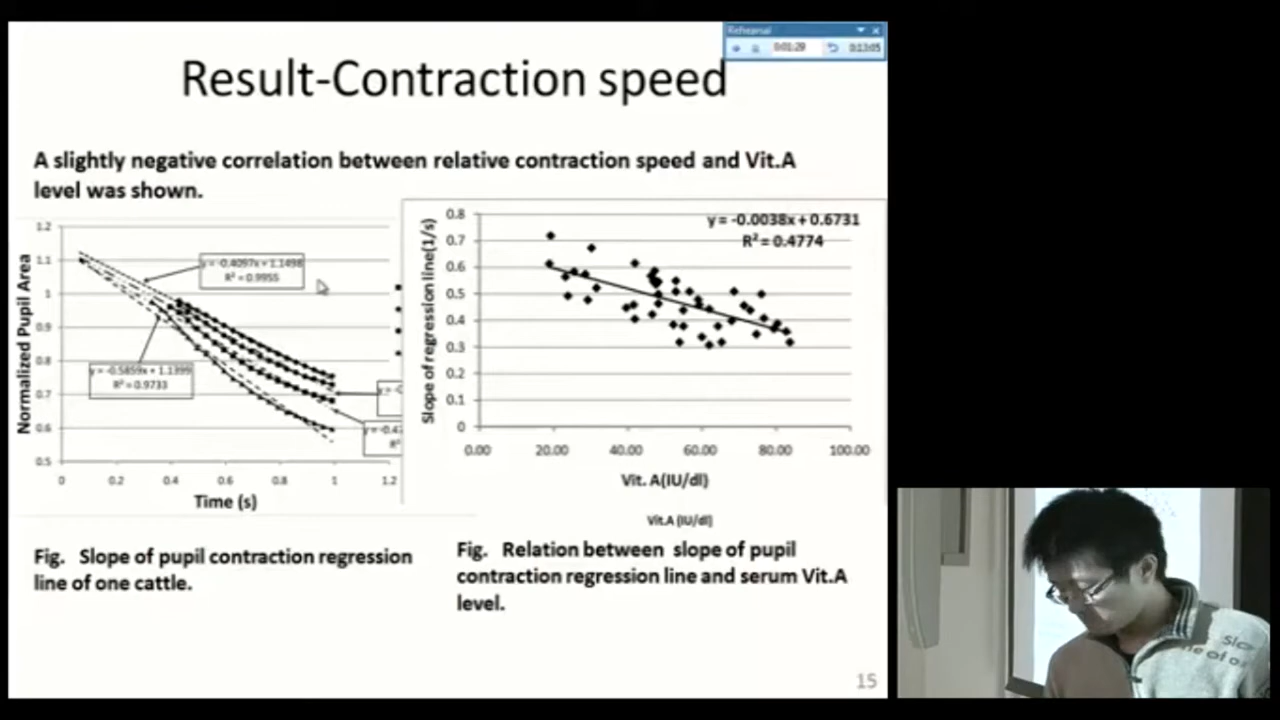 Rehearsal
0:01:29
0:13:05
Result-Contraction speed
A slightly negative correlation between relative contraction speed and Vit.A
level was shown.
Normalized Pupil Area
1.2
1.1
1
0.9
0.8
0.7
0.6
0.5
y = -0.4097x + 1.1498
R² = 0.9955
y = -0.5859x + 1.1399
R² = 0.9733
0
0.2
0.4
0.6
0.8
1
1.2
Time (s)
Slope of regression line(1/s)
0.8
0.7
0.6
0.5
0.4
0.3
0.2
0.1
0
y = -0.0038x + 0.6731
R² = 0.4774
0.00
20.00
40.00
60.00
80.00
100.00
Vit. A(IU/dl)
Vit.A (IU/dl)
Fig. Slope of pupil contraction regression
line of one cattle.
Fig. Relation between slope of pupil
contraction regression line and serum Vit.A
level.
15